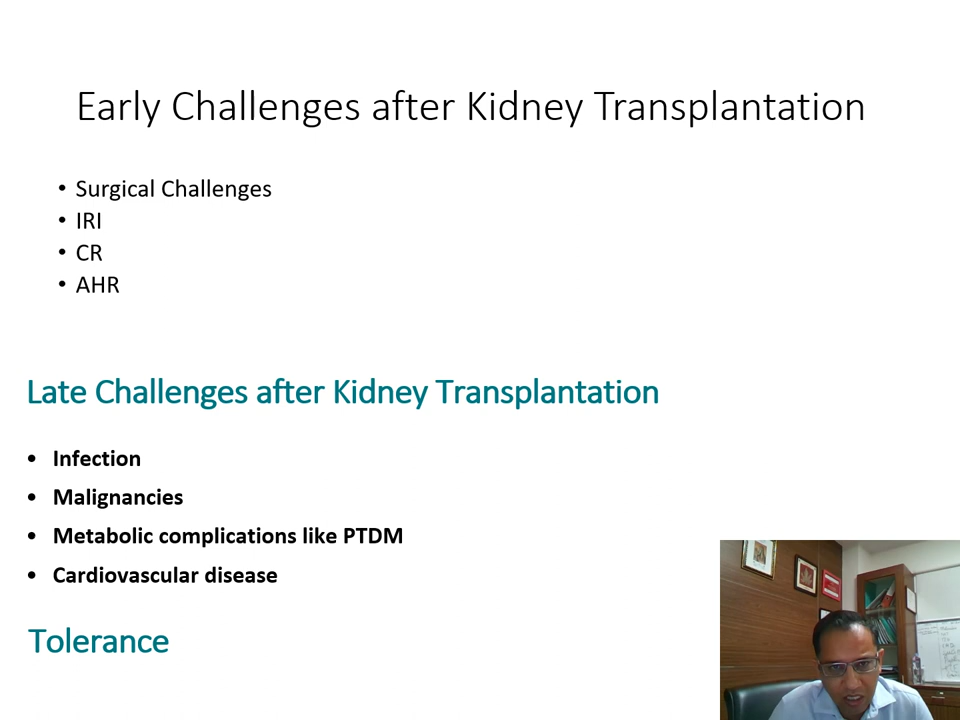 Early Challenges after Kidney Transplantation
• Surgical Challenges
• IRI
• CR
• AHR
Late Challenges after Kidney Transplantation
• Infection
• Malignancies
• Metabolic complications like PTDM
• Cardiovascular disease
Tolerance